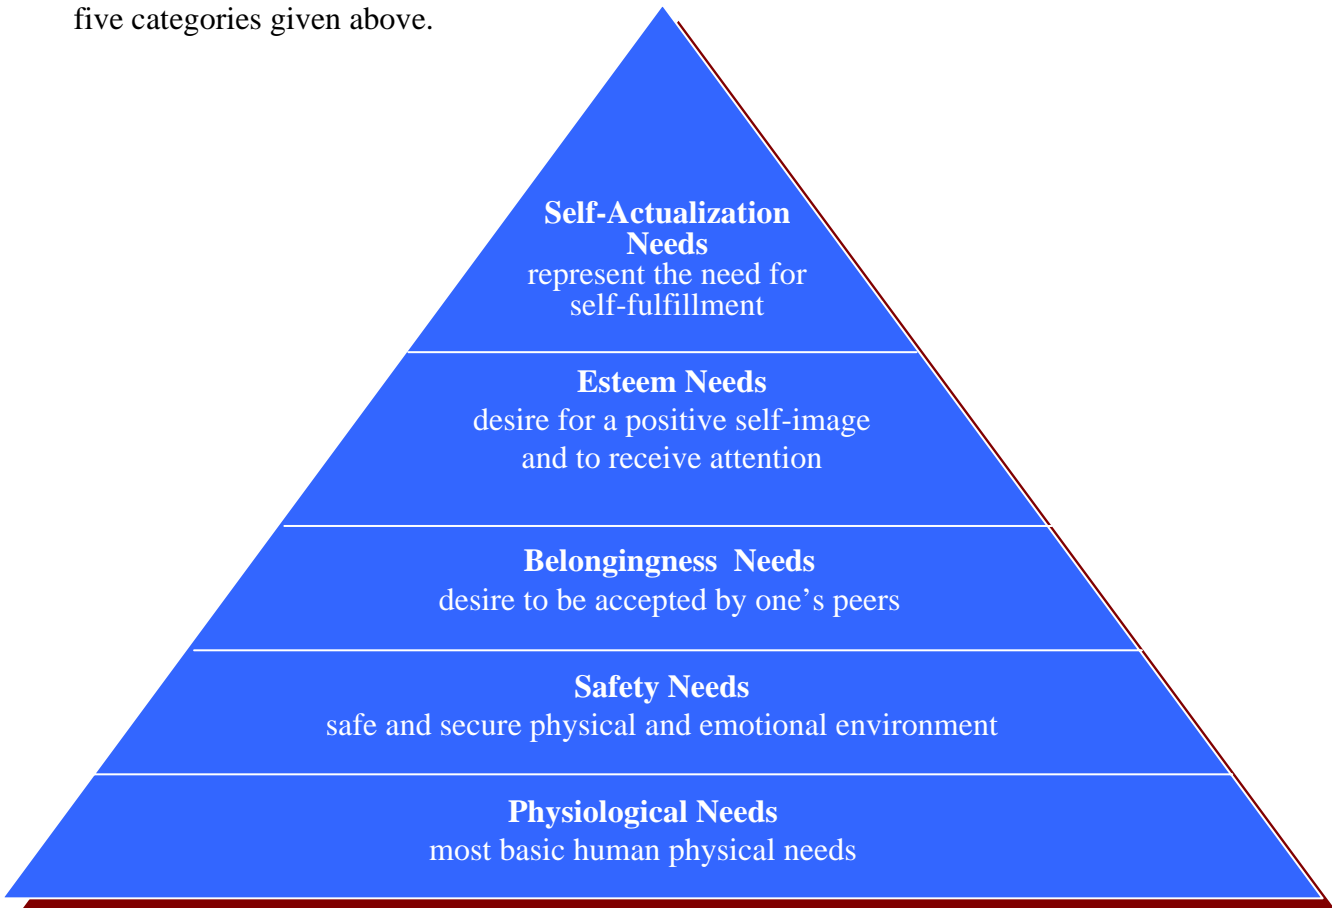 five categories given above.
Self-Actualization
Needs
represent the need for
self-fulfillment
Esteem Needs
desire for a positive self-image
and to receive attention
Belongingness  Needs
desire to be accepted by one’s peers
Safety Needs
safe and secure physical and emotional environment
Physiological Needs
most basic human physical needs